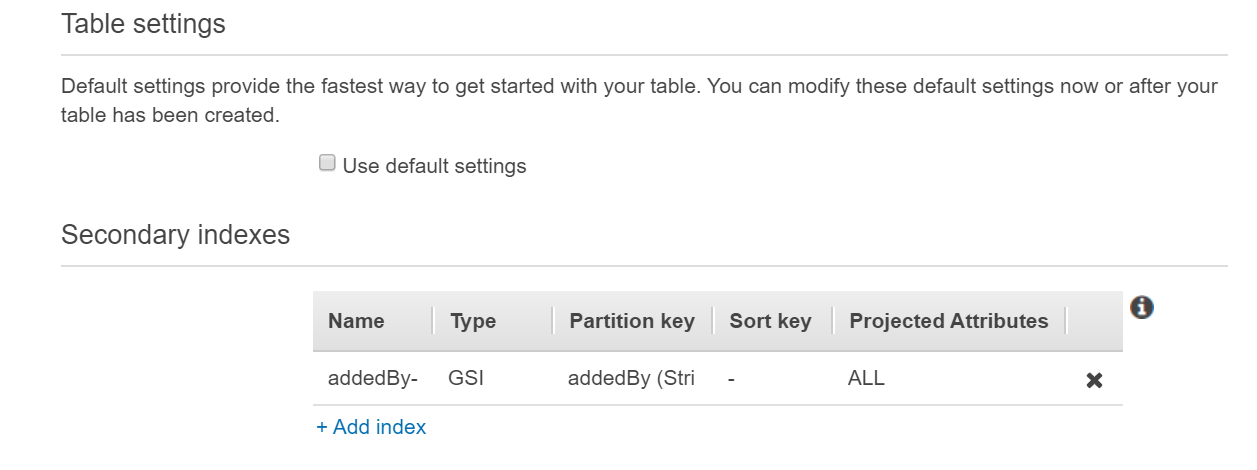 Table settings
Default settings provide the fastest way to get started with your table. You can modify these default settings now or after your
table has been created.
Use default settings
Secondary indexes
Name Type Partition key Sort key Projected Attributes
addedBy- GSI addedBy (Stri - ALL
+ Add index